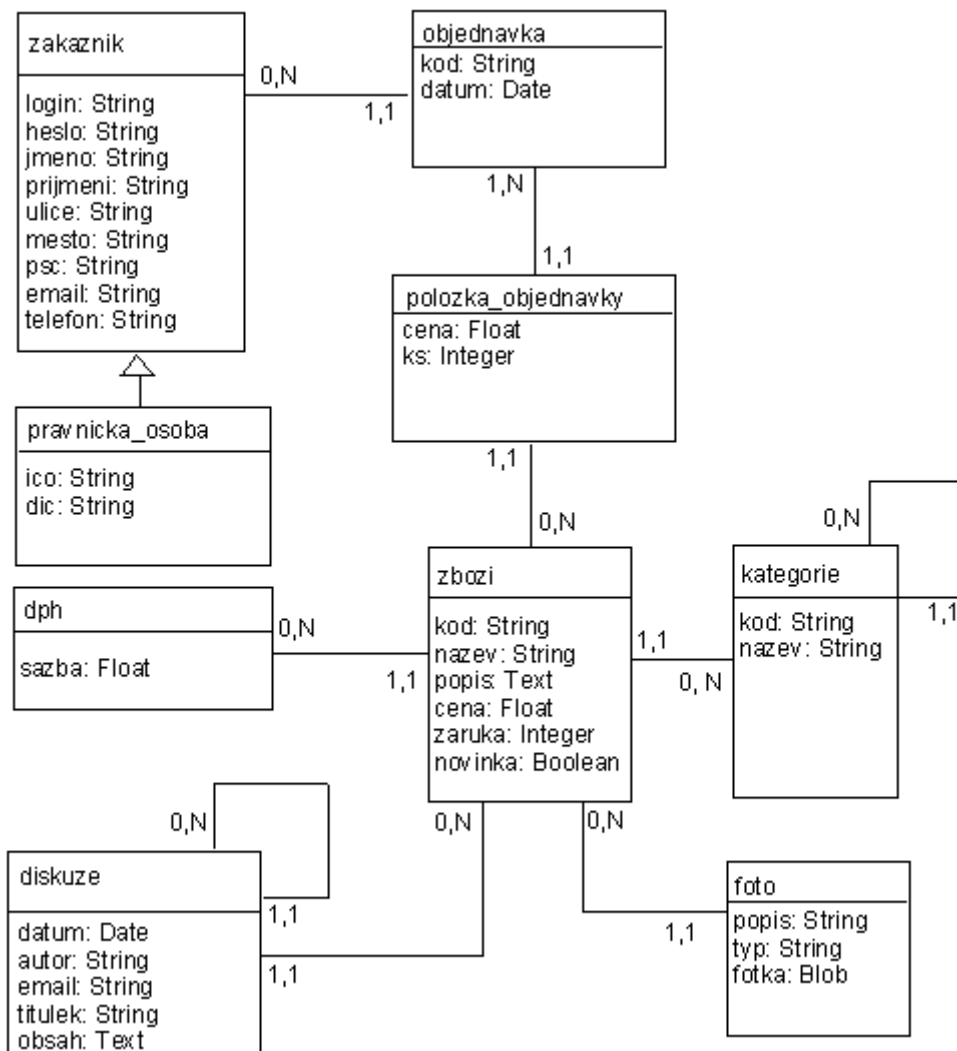 zakaznik
login: String
heslo: String
jmeno: String
prijmeni: String
ulice: String
mesto: String
psc: String
email: String
telefon: String
0,N
1,1
objednavka
kod: String
datum: Date
1,N
1,1
polozka_objednavky
cena: Float
ks: Integer
1,1
0,N
pravnicka_osoba
ico: String
dic: String
dph
sazba: Float
0,N
1,1
zbozi
kod: String
nazev: String
popis: Text
cena: Float
zaruka: Integer
novinka: Boolean
1,1
0, N
kategorie
kod: String
nazev: String
0,N
1,1
0,N
1,1
diskuze
datum: Date
autor: String
email: String
titulek: String
obsah: Text
0,N
1,1
0,N
1,1
foto
popis: String
typ: String
fotka: Blob